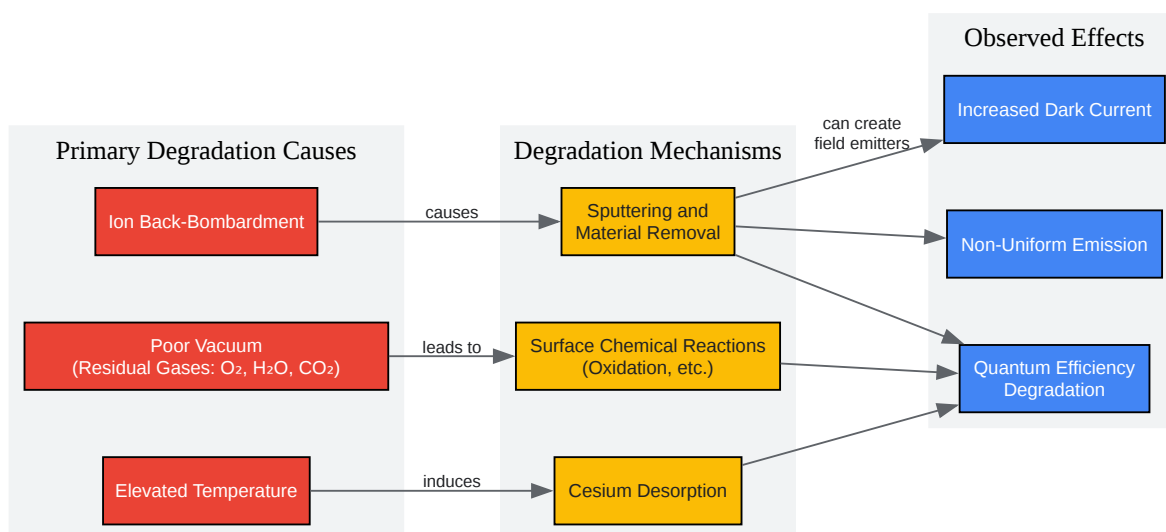 Primary Degradation Causes
Ion Back-Bombardment
Poor Vacuum
(Residual Gases: O₂, H₂O, CO₂)
Elevated Temperature
causes
leads to
induces
Degradation Mechanisms
Sputtering and
Material Removal
Surface Chemical Reactions
(Oxidation, etc.)
Cesium Desorption
can create
field emitters
Observed Effects
Increased Dark Current
Non-Uniform Emission
Quantum Efficiency
Degradation